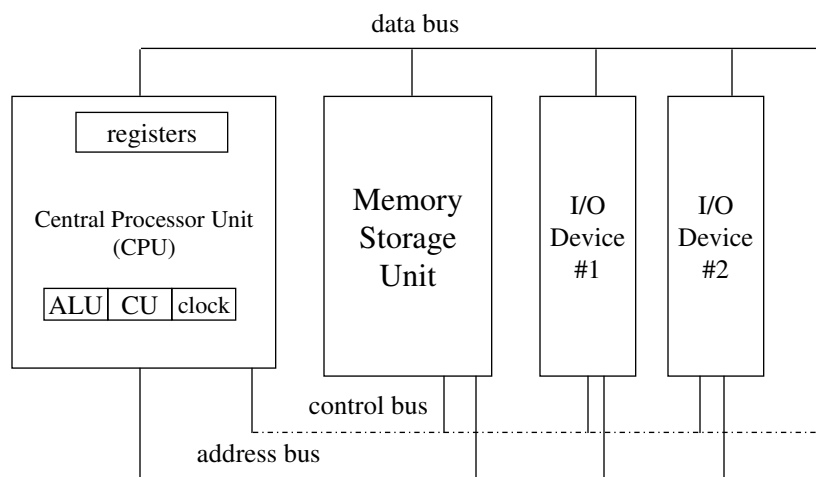 data bus
registers
Central Processor Unit
(CPU)
ALU CU clock
Memory
Storage
Unit
I/O
Device
#1
I/O
Device
#2
control bus
address bus